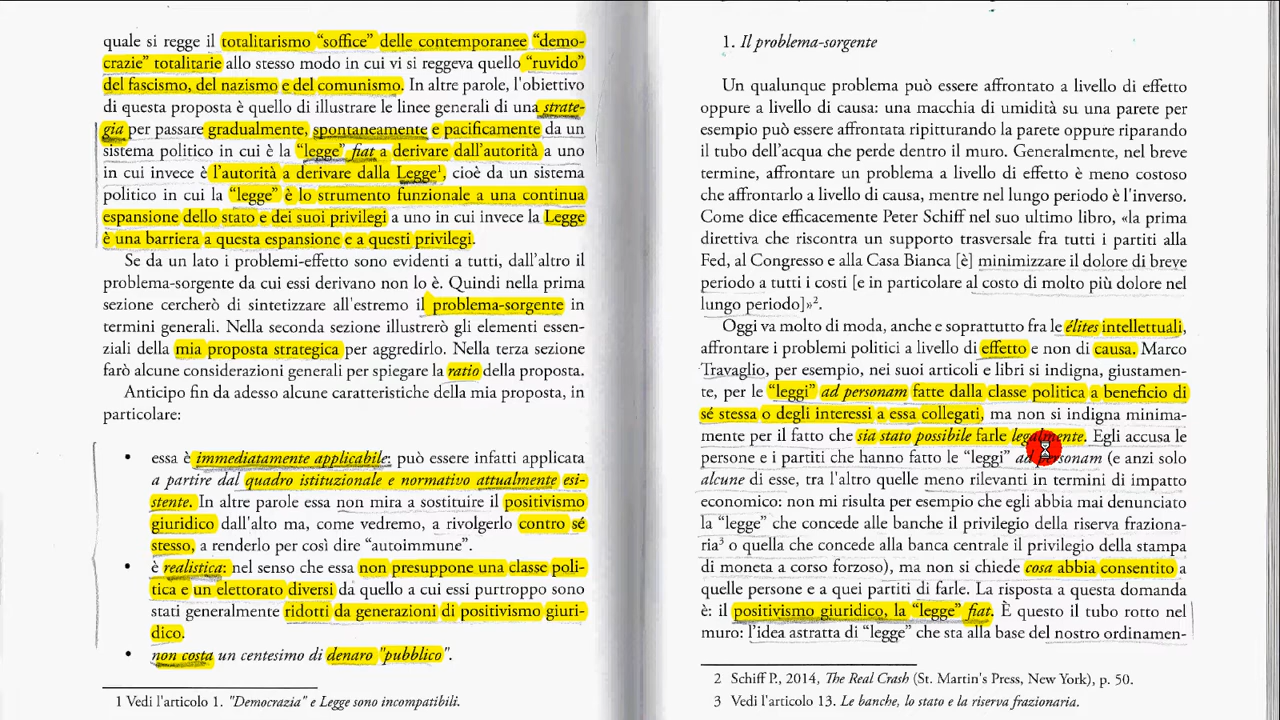 quale si regge il totalitarismo “soffice” delle contemporanee “demo-
crazie” totalitarie allo stesso modo in cui vi si reggeva quello “ruvido”
del fascismo, del nazismo e del comunismo. In altre parole, l'obiettivo
di questa proposta è quello di illustrare le linee generali di una strate-
gia per passare gradualmente, spontaneamente e pacificamente da un
sistema politico in cui è la “legge” fiat a derivare dall’autorità a uno
in cui invece è l’autorità a derivare dalla Legge¹, cioè da un sistema
politico in cui la “legge” è lo strumento funzionale a una continua
espansione dello stato e dei suoi privilegi a uno in cui invece la Legge
è una barriera a questa espansione e a questi privilegi.
Se da un lato i problemi-effetto sono evidenti a tutti, dall’altro il
problema-sorgente da cui essi derivano non lo è. Quindi nella prima
sezione cercherò di sintetizzare all'estremo il problema-sorgente in
termini generali. Nella seconda sezione illustrerò gli elementi essen-
ziali della mia proposta strategica per aggredirlo. Nella terza sezione
farò alcune considerazioni generali per spiegare la ratio della proposta.
Anticipo fin da adesso alcune caratteristiche della mia proposta, in
particolare:
• essa è immediatamente applicabile: può essere infatti applicata
a partire dal quadro istituzionale e normativo attualmente esi-
stente. In altre parole essa non mira a sostituire il positivismo
giuridico dall’alto ma, come vedremo, a rivolgerlo contro sé
stesso, a renderlo per così dire “autoimmune”.
• è realistica: nel senso che essa non presuppone una classe poli-
tica e un elettorato diversi da quello a cui essi purtroppo sono
stati generalmente ridotti da generazioni di positivismo giuri-
dico.
• non costa un centesimo di denaro "pubblico".
1 Vedi l'articolo 1. "Democrazia" e Legge sono incompatibili.
1. Il problema-sorgente
Un qualunque problema può essere affrontato a livello di effetto
oppure a livello di causa: una macchia di umidità su una parete per
esempio può essere affrontata ripitturando la parete oppure riparando
il tubo dell’acqua che perde dentro il muro. Generalmente, nel breve
termine, affrontare un problema a livello di effetto è meno costoso
che affrontarlo a livello di causa, mentre nel lungo periodo è l’inverso.
Come dice efficacemente Peter Schiff nel suo ultimo libro, «la prima
direttiva che riscontra un supporto trasversale fra tutti i partiti alla
Fed, al Congresso e alla Casa Bianca [è] minimizzare il dolore di breve
periodo a tutti i costi [e in particolare al costo di molto più dolore nel
lungo periodo]»².
Oggi va molto di moda, anche e soprattutto fra le élites intellettuali,
affrontare i problemi politici a livello di effetto e non di causa. Marco
Travaglio, per esempio, nei suoi articoli e libri si indigna, giustamen-
te, per le “leggi” ad personam fatte dalla classe politica a beneficio di
sé stessa o degli interessi a essa collegati, ma non si indigna minima-
mente per il fatto che sia stato possibile farle legalmente. Egli accusa le
persone e i partiti che hanno fatto le “leggi” ad personam (e anzi solo
alcune di esse, tra l’altro quelle meno rilevanti in termini di impatto
economico: non mi risulta per esempio che egli abbia mai denunciato
la “legge” che concede alle banche il privilegio della riserva fraziona-
ria³ o quella che concede alla banca centrale il privilegio della stampa
di moneta a corso forzoso), ma non si chiede cosa abbia consentito a
quelle persone e a quei partiti di farle. La risposta a questa domanda
è: il positivismo giuridico, la “legge” fiat. È questo il tubo rotto nel
muro: l’idea astratta di “legge” che sta alla base del nostro ordinamen-
2 Schiff P., 2014, The Real Crash (St. Martin's Press, New York), p. 50.
3 Vedi l'articolo 13. Le banche, lo stato e la riserva frazionaria.